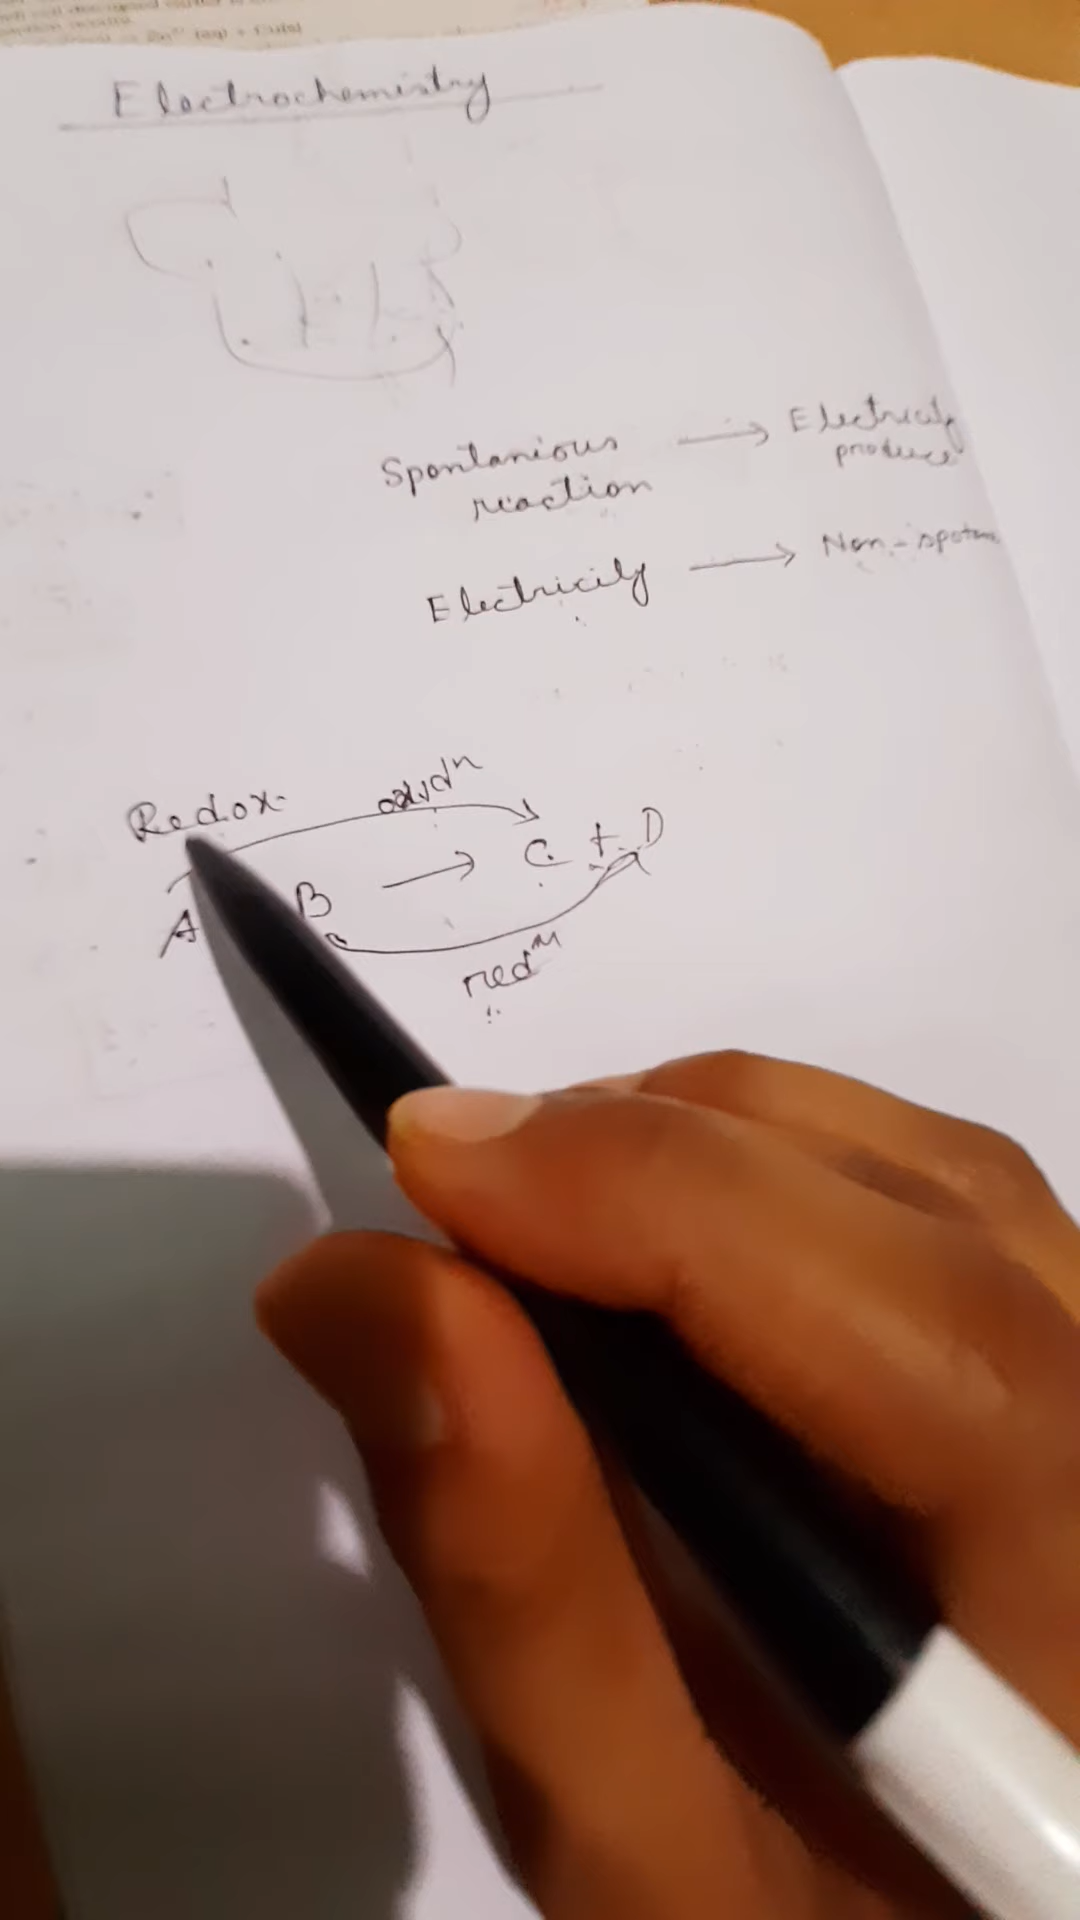 Electrochemistry
Spontanious → Electricity
reaction produce
Electricity → Non-spotan
Redox
oxidⁿ
A B → C + D
redⁿ